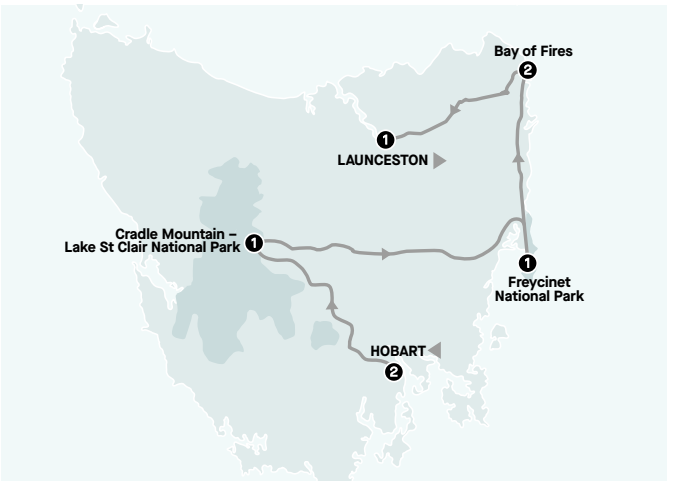 Bay of Fires
2
1
LAUNCESTON
Cradle Mountain –
Lake St Clair National Park
1
1
Freycinet
National Park
HOBART
2